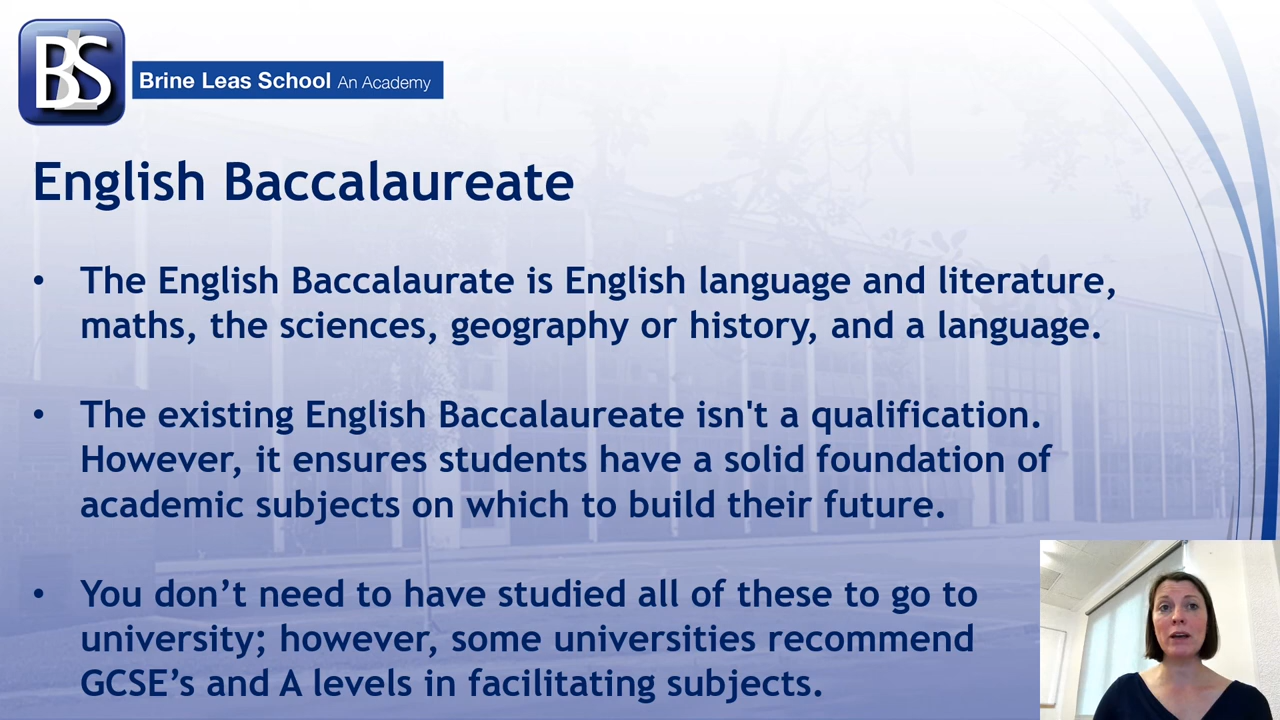 BLS
Brine Leas School An Academy
English Baccalaureate
• The English Baccalaurate is English language and literature,
maths, the sciences, geography or history, and a language.
• The existing English Baccalaureate isn't a qualification.
However, it ensures students have a solid foundation of
academic subjects on which to build their future.
• You don’t need to have studied all of these to go to
university; however, some universities recommend
GCSE’s and A levels in facilitating subjects.